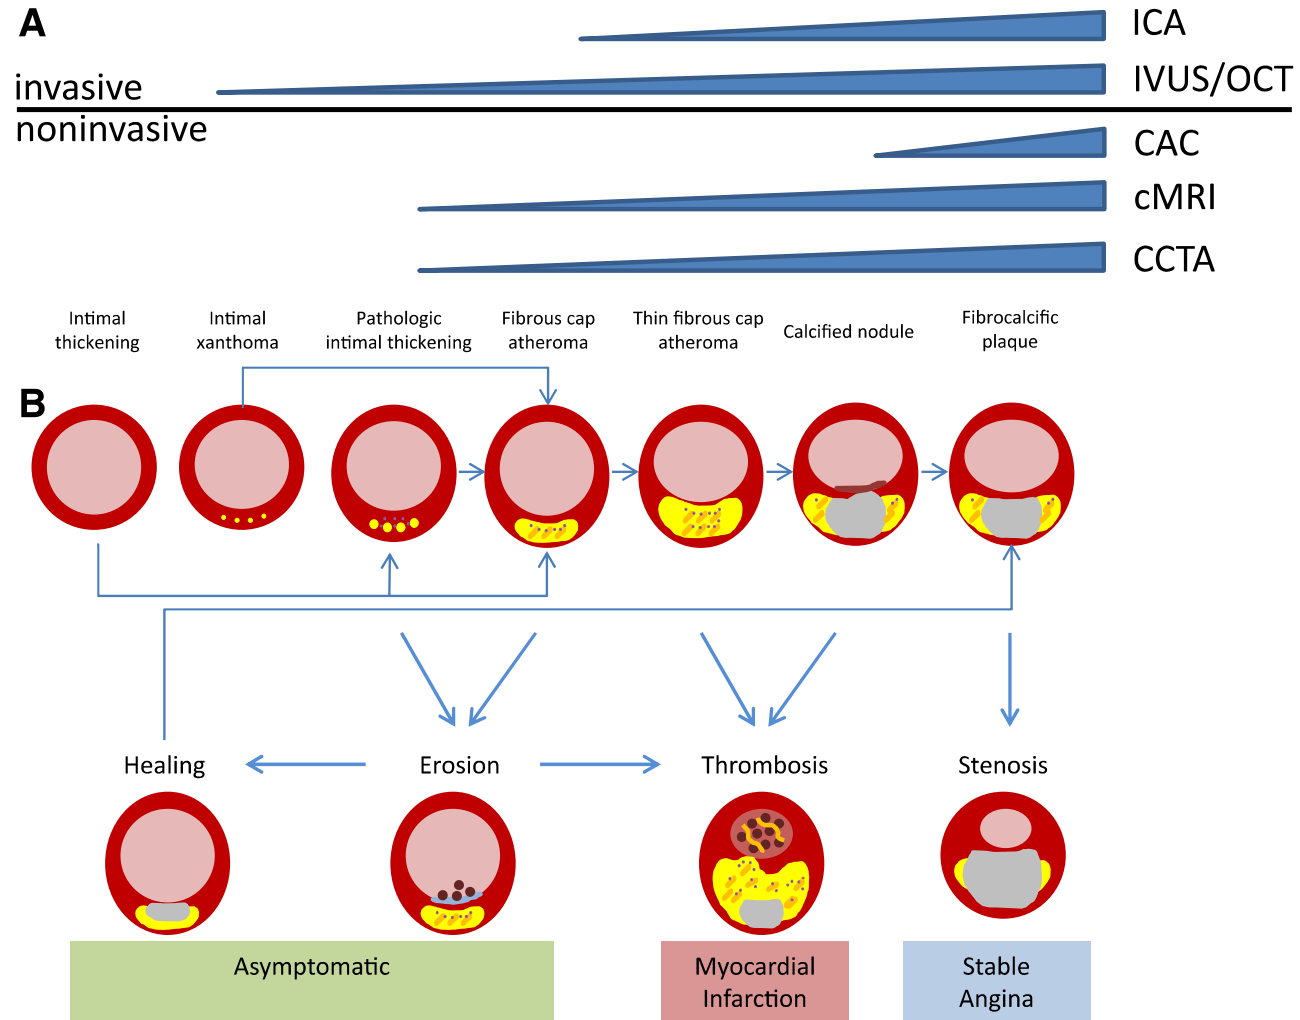 A
ICA
IVUS/OCT
invasive
noninvasive
CAC
cMRI
CCTA
Intimal
thickening
Intimal
xanthoma
Pathologic
intimal thickening
Fibrous cap
atheroma
Thin fibrous cap
atheroma
Calcified nodule
Fibrocalcific
plaque
B
Healing
Erosion
Thrombosis
Stenosis
Asymptomatic
Myocardial
Infarction
Stable
Angina